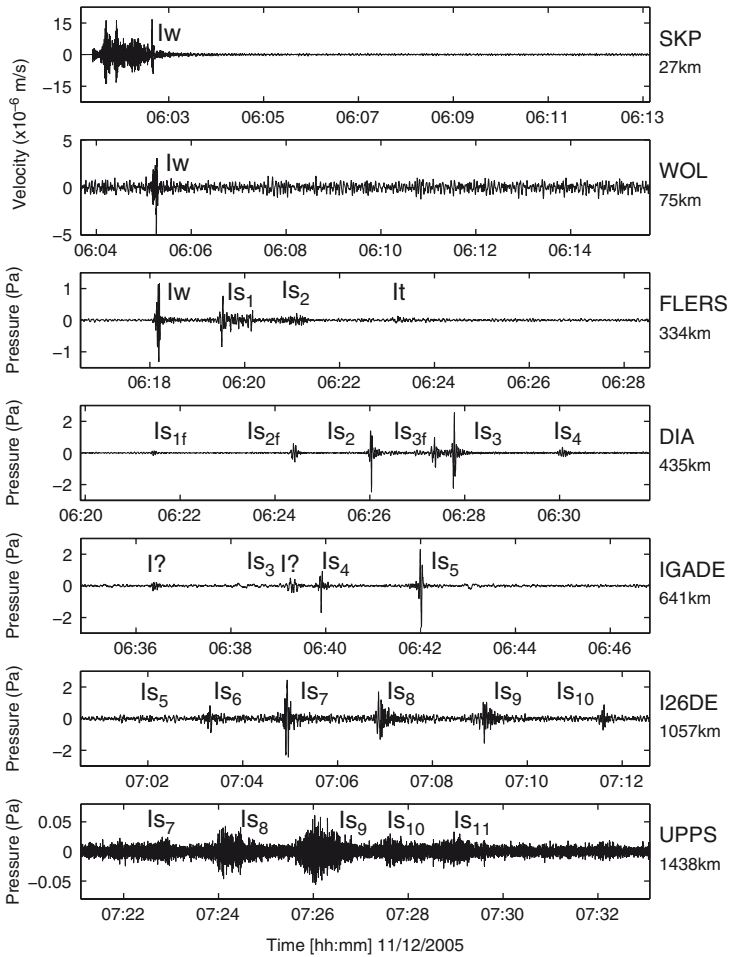 15
0
−15
Iw
SKP
27km
06:03 06:05 06:07 06:09 06:11 06:13
Velocity (x10⁻⁶ m/s)
5
0
−5
Iw
WOL
75km
06:04 06:06 06:08 06:10 06:12 06:14
Pressure (Pa)
1
0
−1
Iw Is₁ Is₂ It
FLERS
334km
06:18 06:20 06:22 06:24 06:26 06:28
Pressure (Pa)
2
0
−2
Is₁f Is₂f Is₂ Is₃f Is₃ Is₄
DIA
435km
06:20 06:22 06:24 06:26 06:28 06:30
Pressure (Pa)
2
0
−2
I? Is₃ I? Is₄ Is₅
IGADE
641km
06:36 06:38 06:40 06:42 06:44 06:46
Pressure (Pa)
2
0
−2
Is₅ Is₆ Is₇ Is₈ Is₉ Is₁₀
I26DE
1057km
07:02 07:04 07:06 07:08 07:10 07:12
Pressure (Pa)
0.05
0
−0.05
Is₇ Is₈ Is₉ Is₁₀ Is₁₁
UPPS
1438km
07:22 07:24 07:26 07:28 07:30 07:32
Time [hh:mm] 11/12/2005